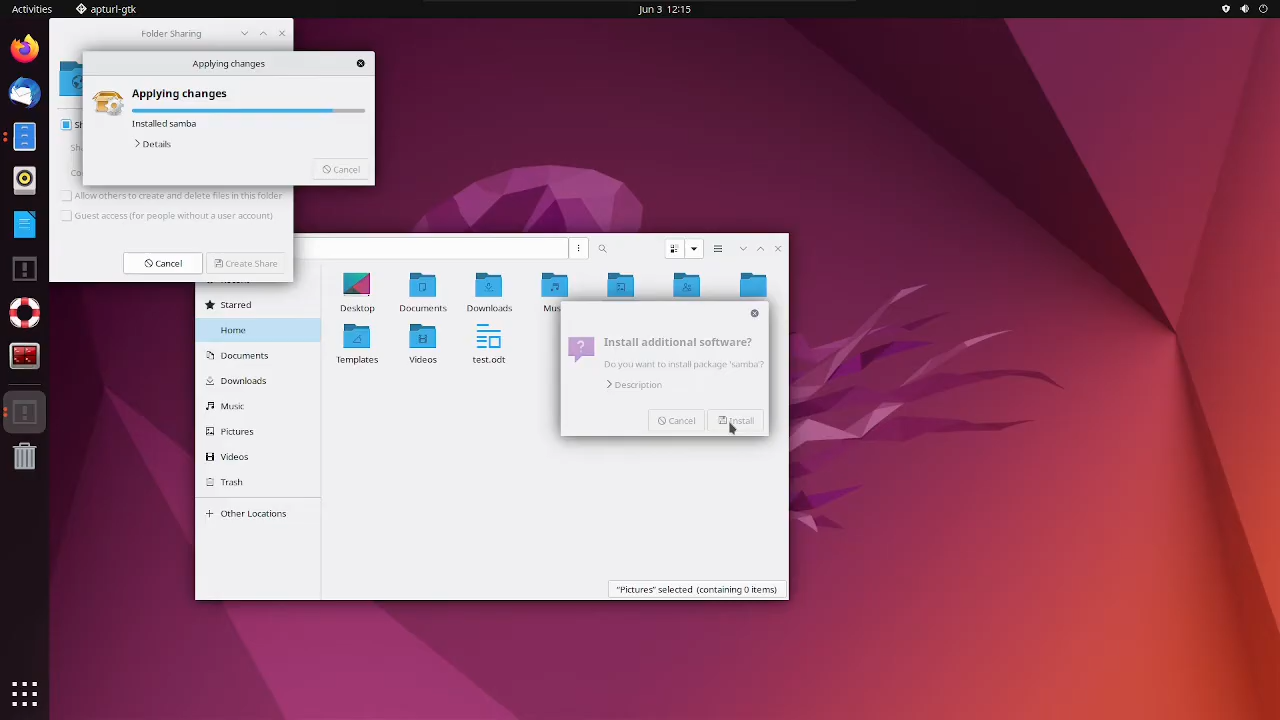 Activities
apturl-gtk
Jun 3 12:15
Folder Sharing
Applying changes
Applying changes
Installed samba
Details
Cancel
Allow others to create and delete files in this folder
Guest access (for people without a user account)
Cancel
Create Share
Starred
Home
Documents
Downloads
Music
Pictures
Videos
Trash
Other Locations
Desktop
Documents
Downloads
Templates
Videos
test.odt
Install additional software?
Do you want to install package 'samba'?
Description
Cancel
Install
"Pictures" selected (containing 0 items)